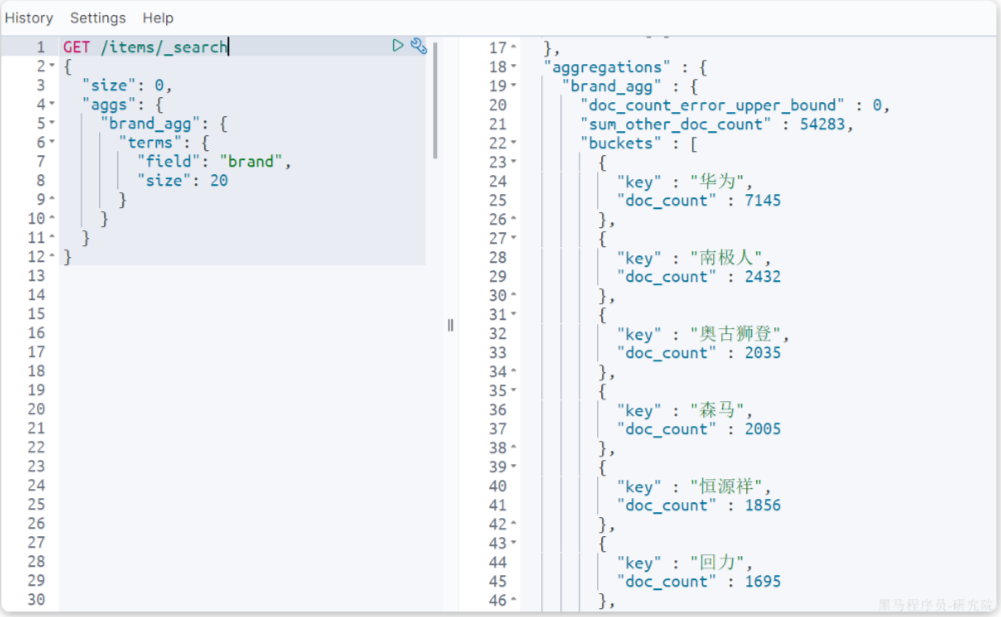 History Settings Help
1 GET /items/_search
2 {
3 "size": 0,
4 "aggs": {
5 "brand_agg": {
6 "terms": {
7 "field": "brand",
8 "size": 20
9 }
10 }
11 }
12 }
13
14
15
16
17
18
19
20
21
22
23
24
25
26
27
28
29
30
17 },
18 "aggregations" : {
19 "brand_agg" : {
20 "doc_count_error_upper_bound" : 0,
21 "sum_other_doc_count" : 54283,
22 "buckets" : [
23 {
24 "key" : "华为",
25 "doc_count" : 7145
26 },
27 {
28 "key" : "南极人",
29 "doc_count" : 2432
30 },
31 {
32 "key" : "奥古狮登",
33 "doc_count" : 2035
34 },
35 {
36 "key" : "森马",
37 "doc_count" : 2005
38 },
39 {
40 "key" : "恒源祥",
41 "doc_count" : 1856
42 },
43 {
44 "key" : "回力",
45 "doc_count" : 1695
46 },
黑马程序员-研究院